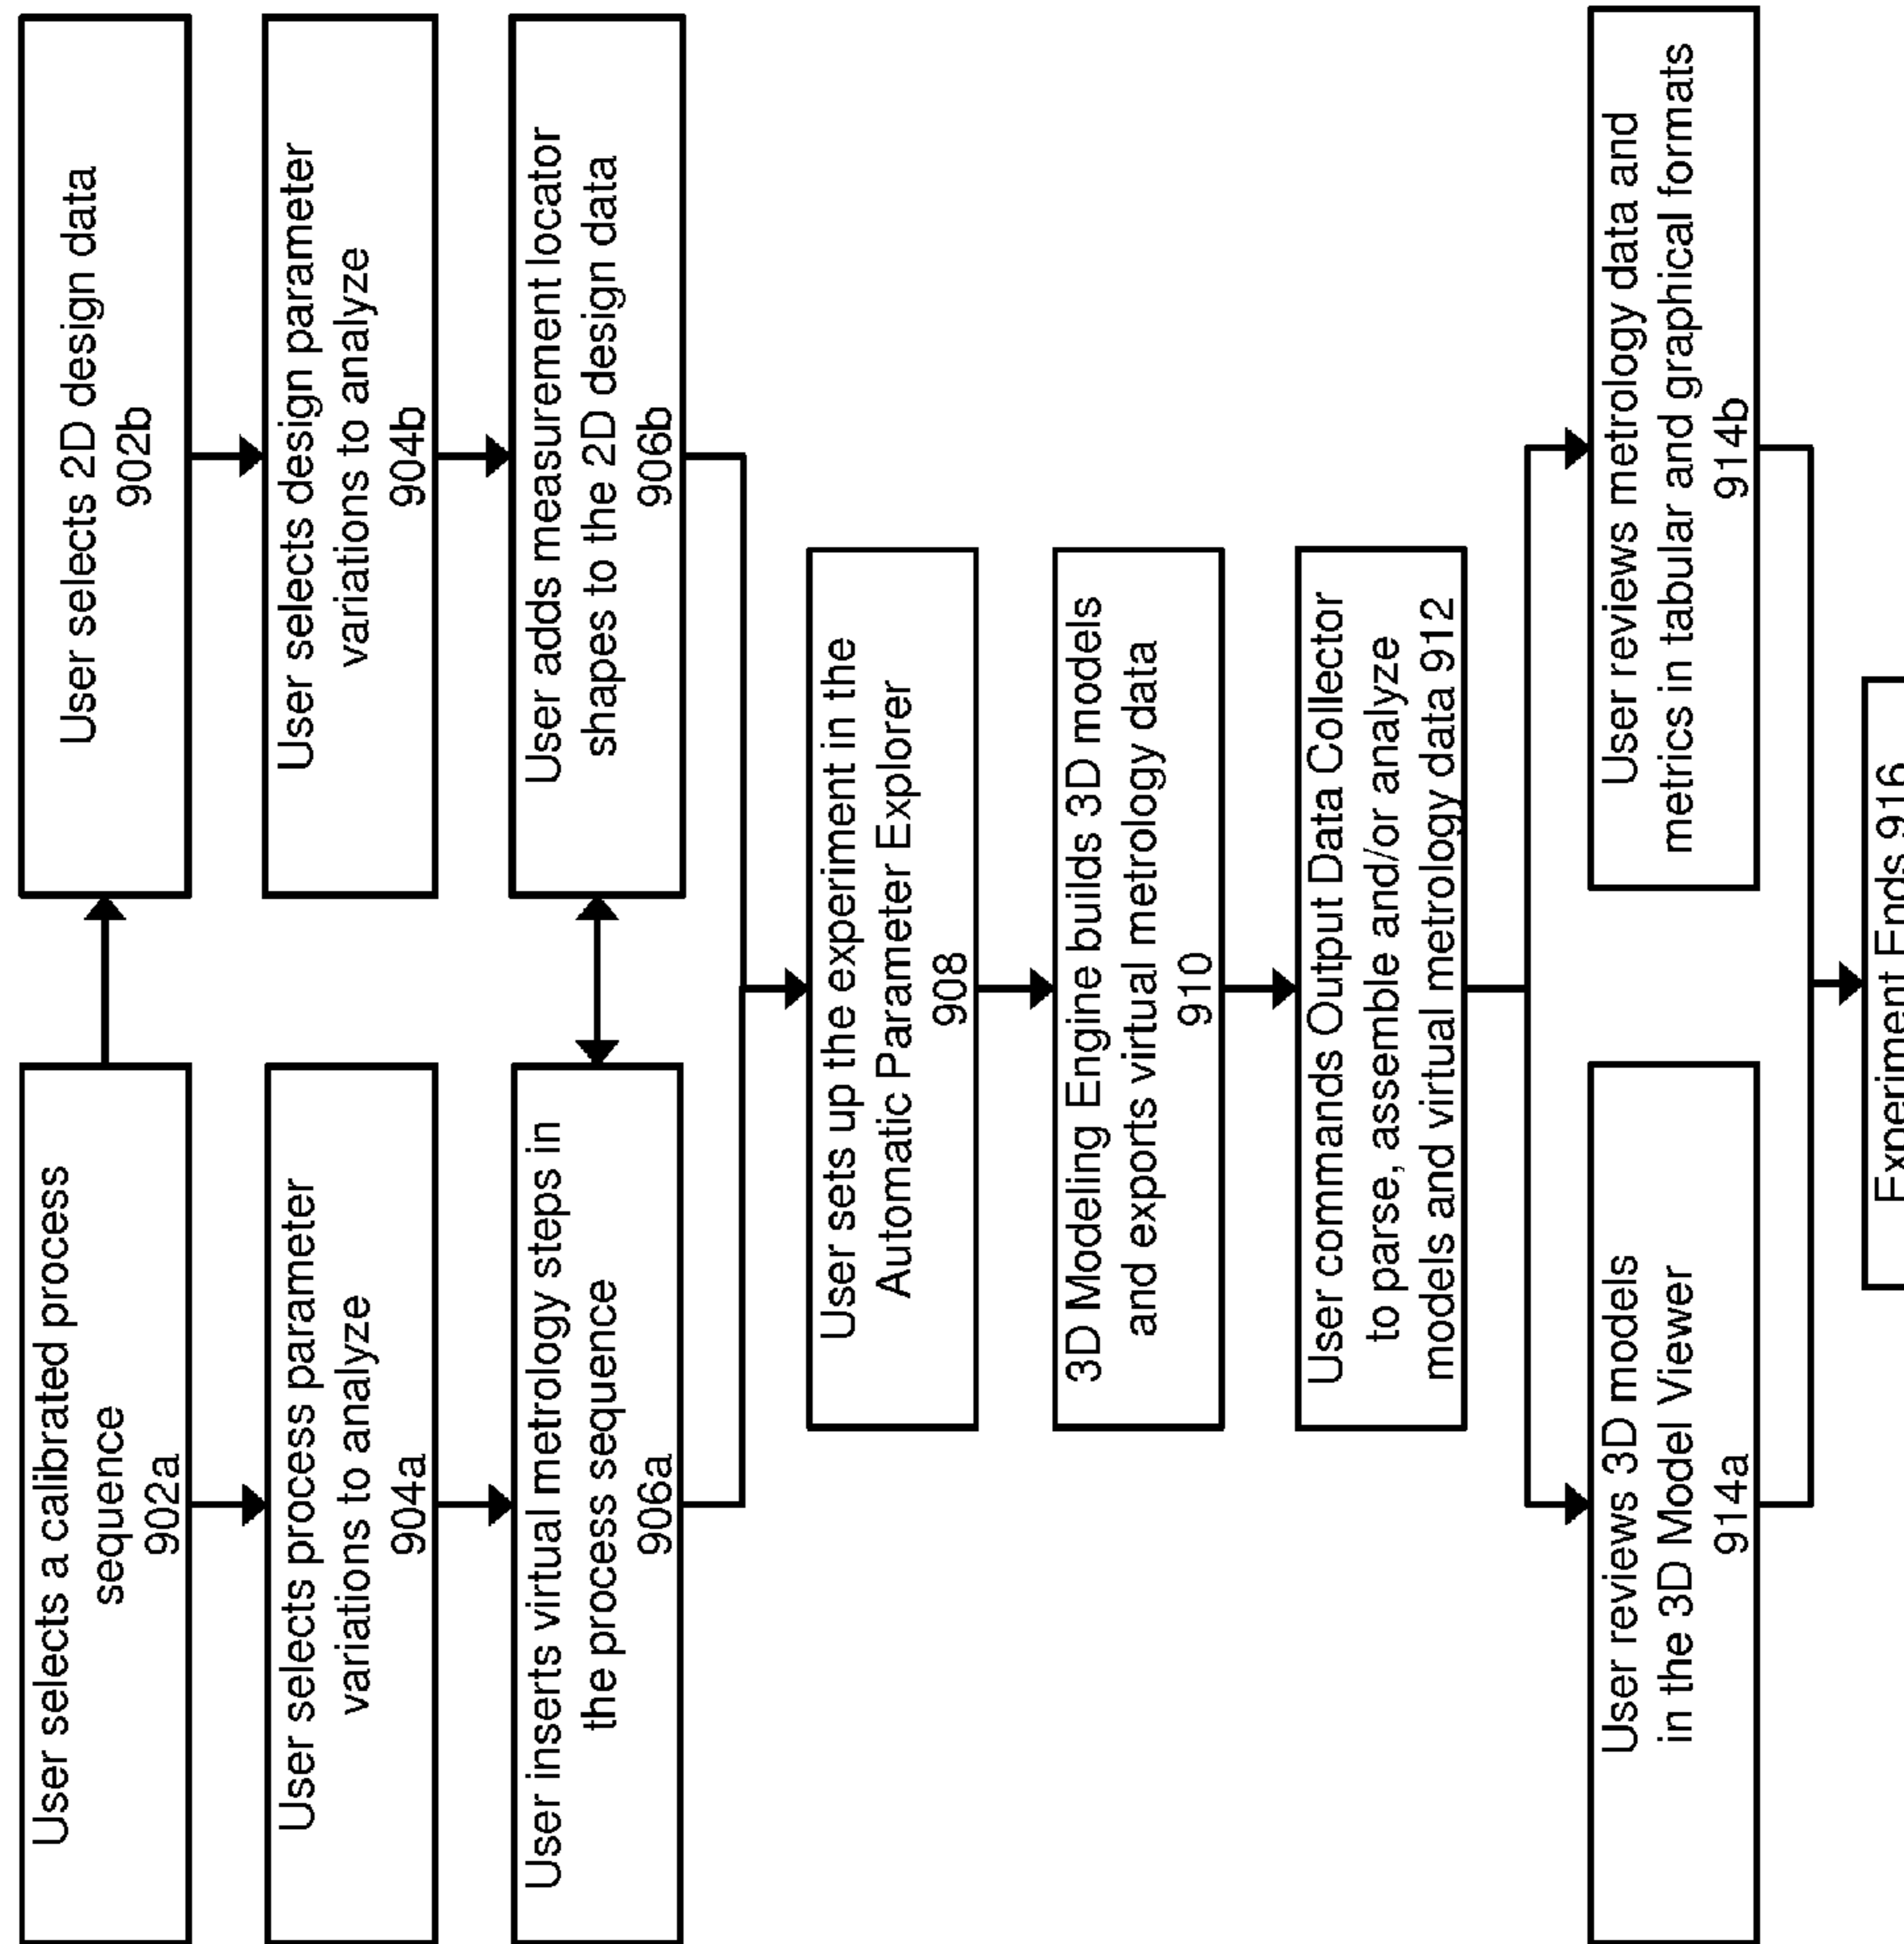 User selects a calibrated process
sequence
902a
User selects 2D design data
902b
User selects process parameter
variations to analyze
904a
User selects design parameter
variations to analyze
904b
User inserts virtual metrology steps in
the process sequence
906a
User adds measurement locator
shapes to the 2D design data
906b
User sets up the experiment in the
Automatic Parameter Explorer
908
3D Modeling Engine builds 3D models
and exports virtual metrology data
910
User commands Output Data Collector
to parse, assemble and/or analyze
models and virtual metrology data 912
User reviews 3D models
in the 3D Model Viewer
914a
User reviews metrology data and
metrics in tabular and graphical formats
914b
Experiment Ends 916